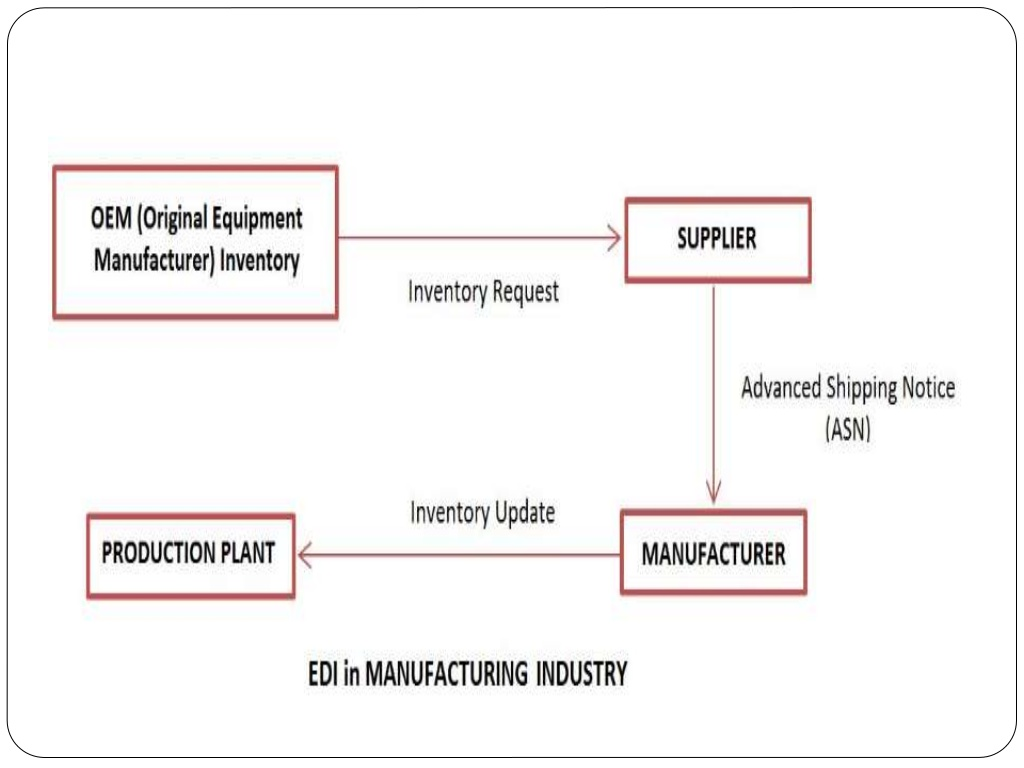 OEM (Original Equipment
Manufacturer) Inventory
SUPPLIER
Inventory Request
Advanced Shipping Notice
(ASN)
Inventory Update
PRODUCTION PLANT
MANUFACTURER
EDI in MANUFACTURING INDUSTRY